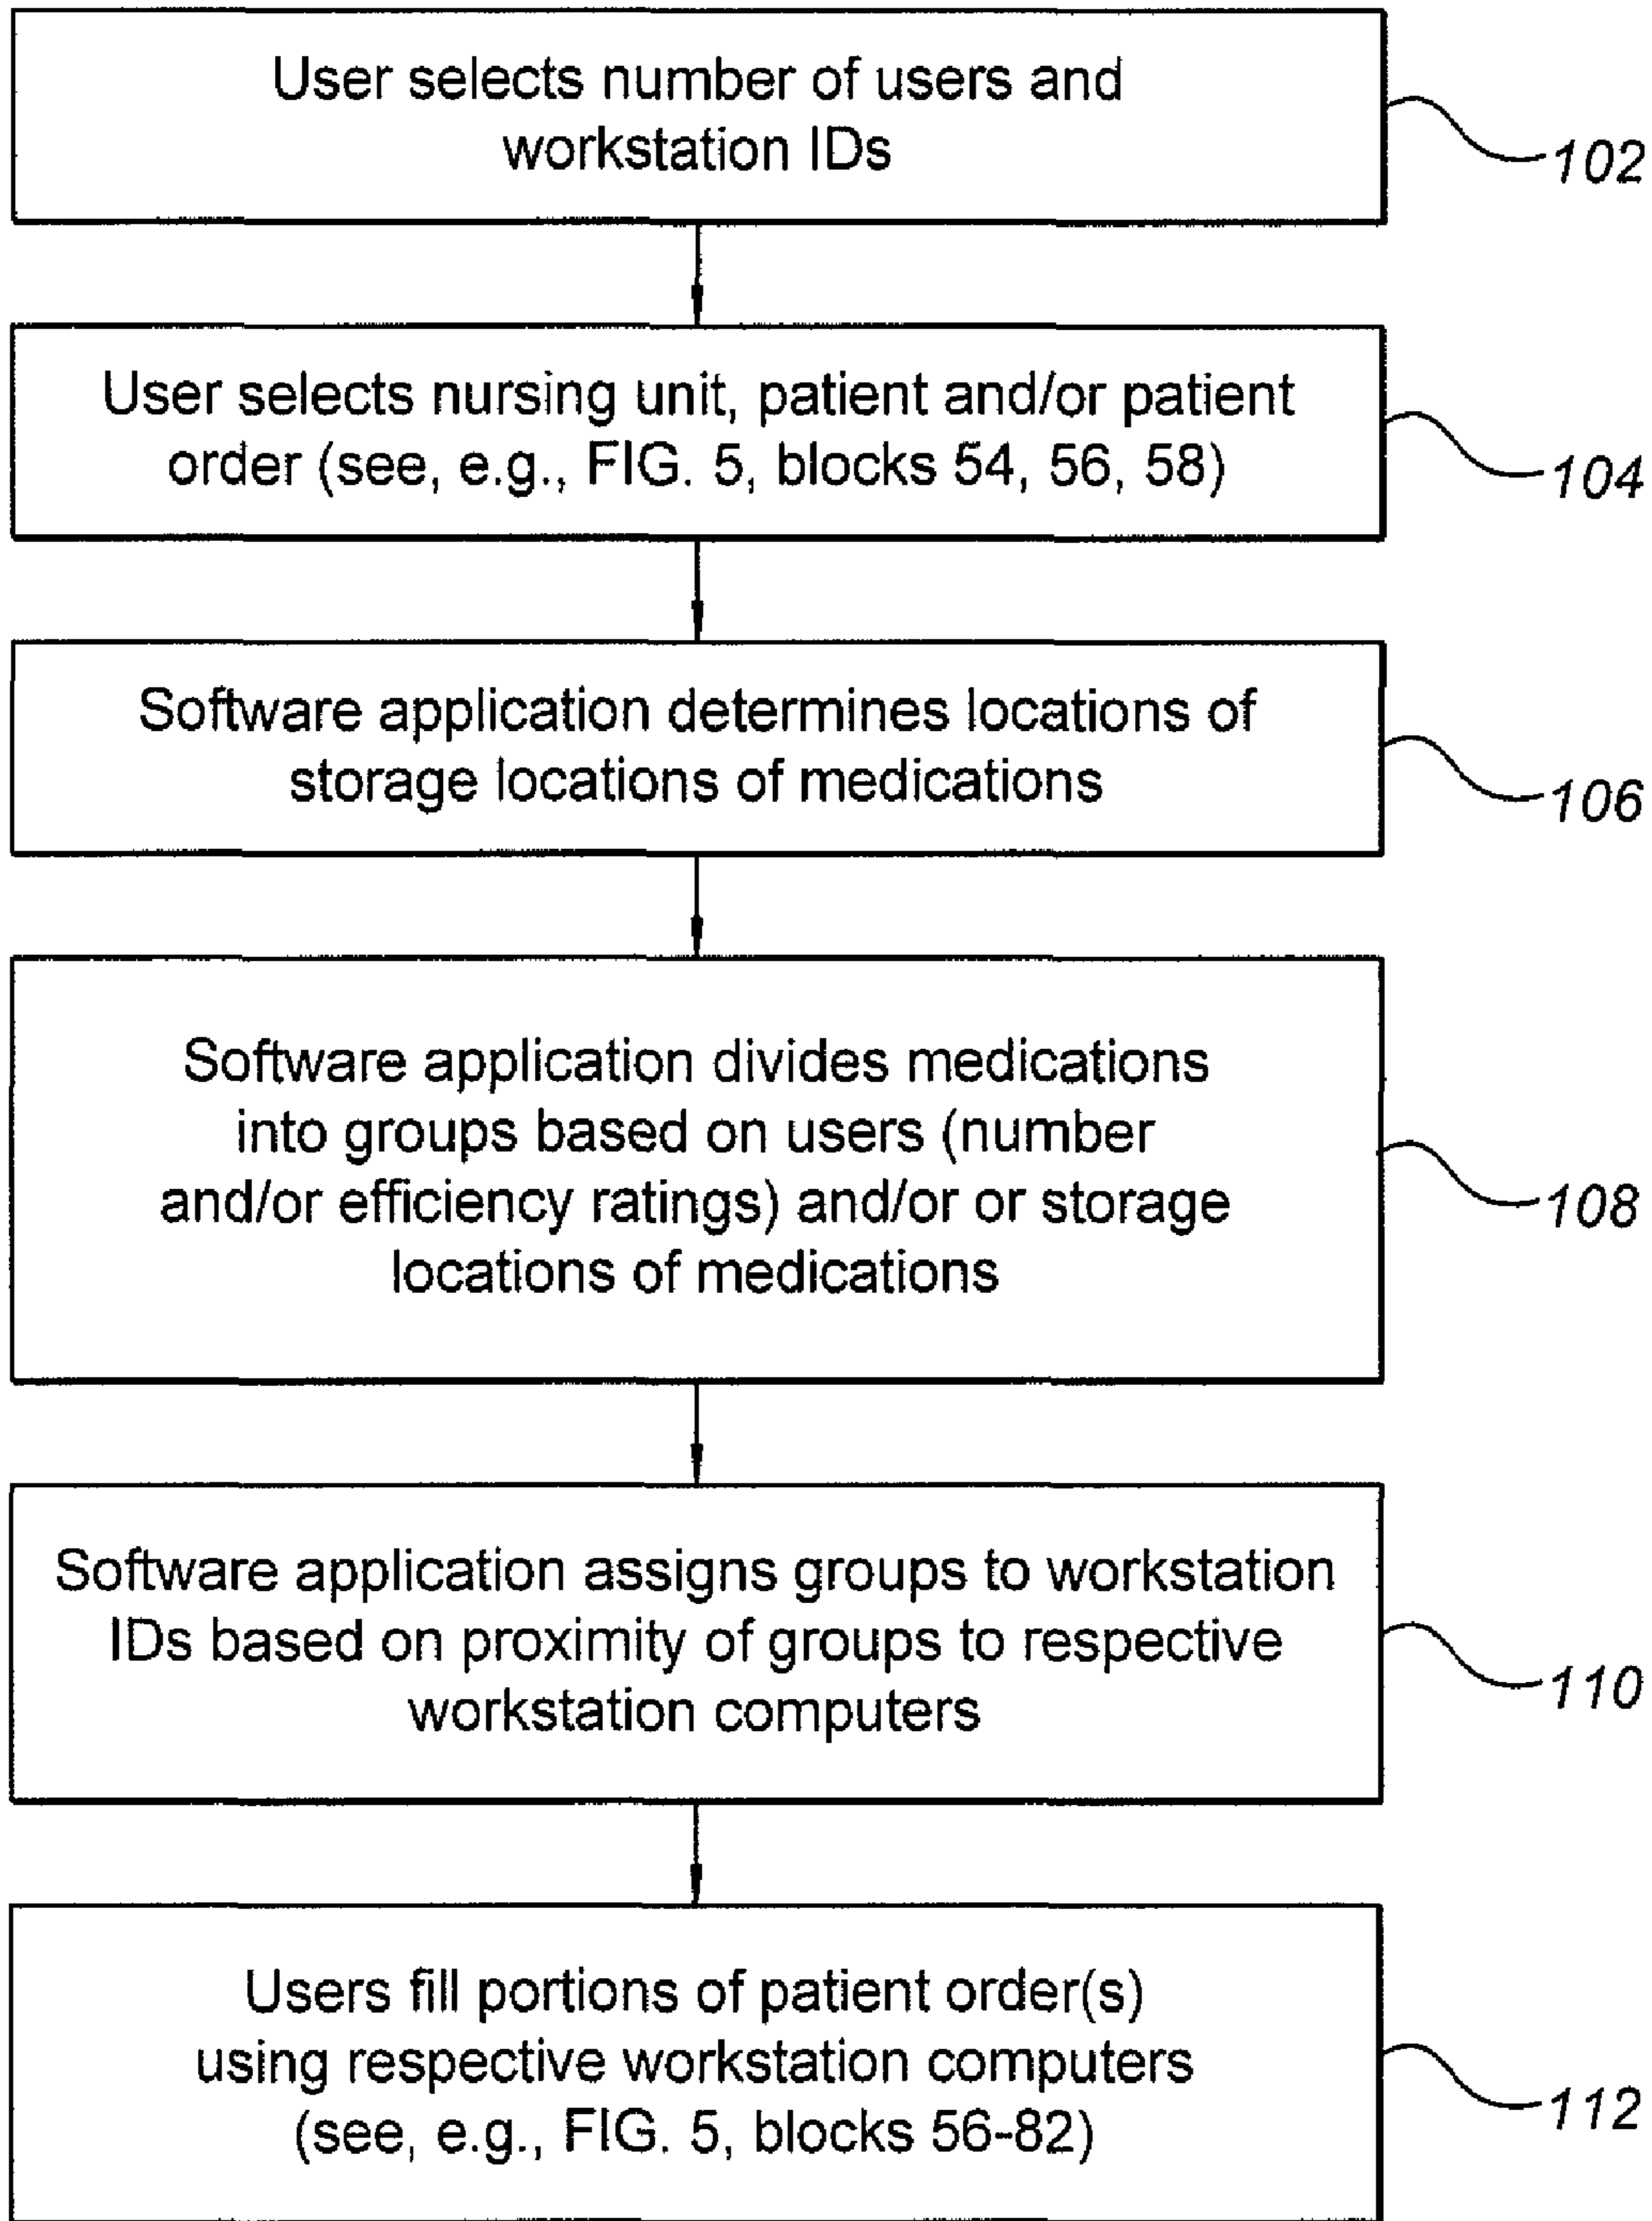 User selects number of users and
workstation IDs
102
User selects nursing unit, patient and/or patient
order (see, e.g., FIG. 5, blocks 54, 56, 58)
104
Software application determines locations of
storage locations of medications
106
Software application divides medications
into groups based on users (number
and/or efficiency ratings) and/or or storage
locations of medications
108
Software application assigns groups to workstation
IDs based on proximity of groups to respective
workstation computers
110
Users fill portions of patient order(s)
using respective workstation computers
(see, e.g., FIG. 5, blocks 56-82)
112